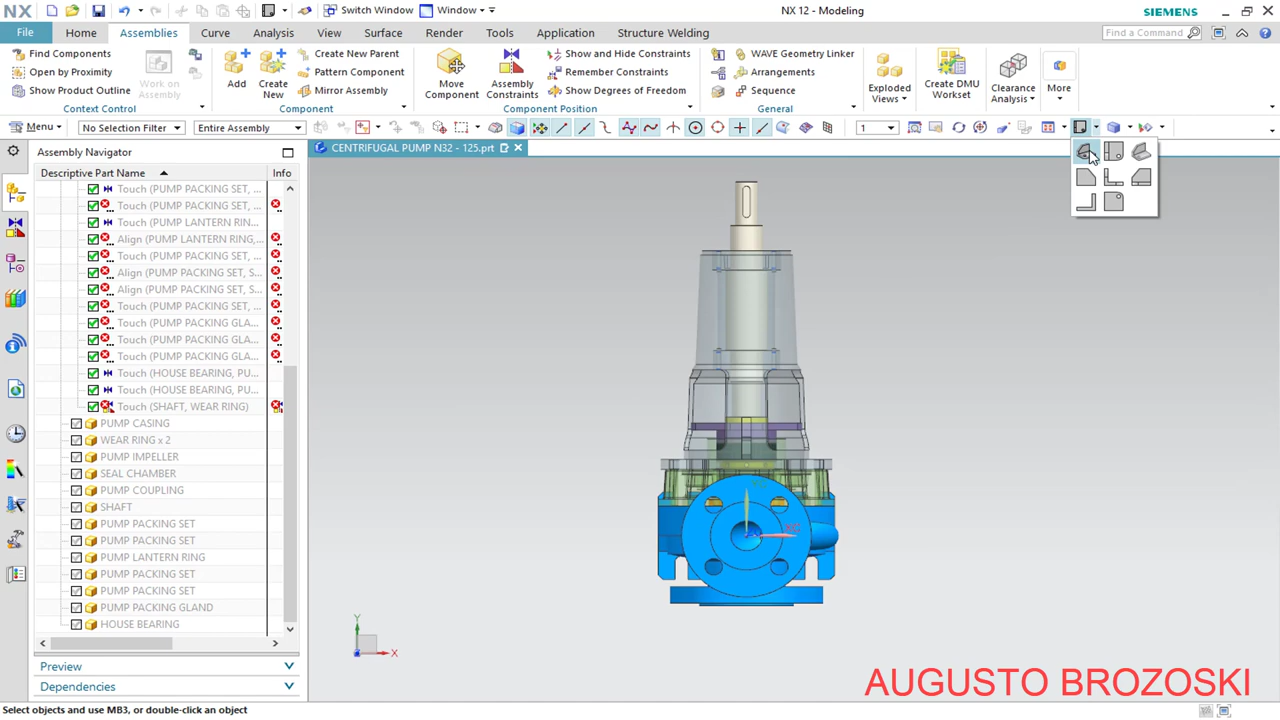 NX
Switch Window
Window
NX 12 - Modeling
SIEMENS
File
Home
Assemblies
Curve
Analysis
View
Surface
Render
Tools
Application
Structure Welding
Find a Command
Find Components
Open by Proximity
Show Product Outline
Work on Assembly
Context Control
Add
Create New
Create New Parent
Pattern Component
Mirror Assembly
Component
Move Component
Assembly Constraints
Show and Hide Constraints
Remember Constraints
Show Degrees of Freedom
Component Position
WAVE Geometry Linker
Arrangements
Sequence
General
Exploded Views
Create DMU Workset
Clearance Analysis
More
Menu
No Selection Filter
Entire Assembly
1
Assembly Navigator
CENTRIFUGAL PUMP N32 - 125.prt
Descriptive Part Name
Info
Touch (PUMP PACKING SET, ...
Touch (PUMP PACKING SET, ...
Touch (PUMP LANTERN RIN...
Align (PUMP LANTERN RING,...
Touch (PUMP PACKING SET, ...
Align (PUMP PACKING SET, S...
Align (PUMP PACKING SET, S...
Touch (PUMP PACKING SET, ...
Touch (PUMP PACKING GLA...
Touch (PUMP PACKING GLA...
Touch (PUMP PACKING GLA...
Touch (HOUSE BEARING, PU...
Touch (HOUSE BEARING, PU...
Touch (SHAFT, WEAR RING)
PUMP CASING
WEAR RING x 2
PUMP IMPELLER
SEAL CHAMBER
PUMP COUPLING
SHAFT
PUMP PACKING SET
PUMP PACKING SET
PUMP LANTERN RING
PUMP PACKING SET
PUMP PACKING SET
PUMP PACKING GLAND
HOUSE BEARING
Preview
Dependencies
XC
Y
X
AUGUSTO BROZOSKI
Select objects and use MB3, or double-click an object